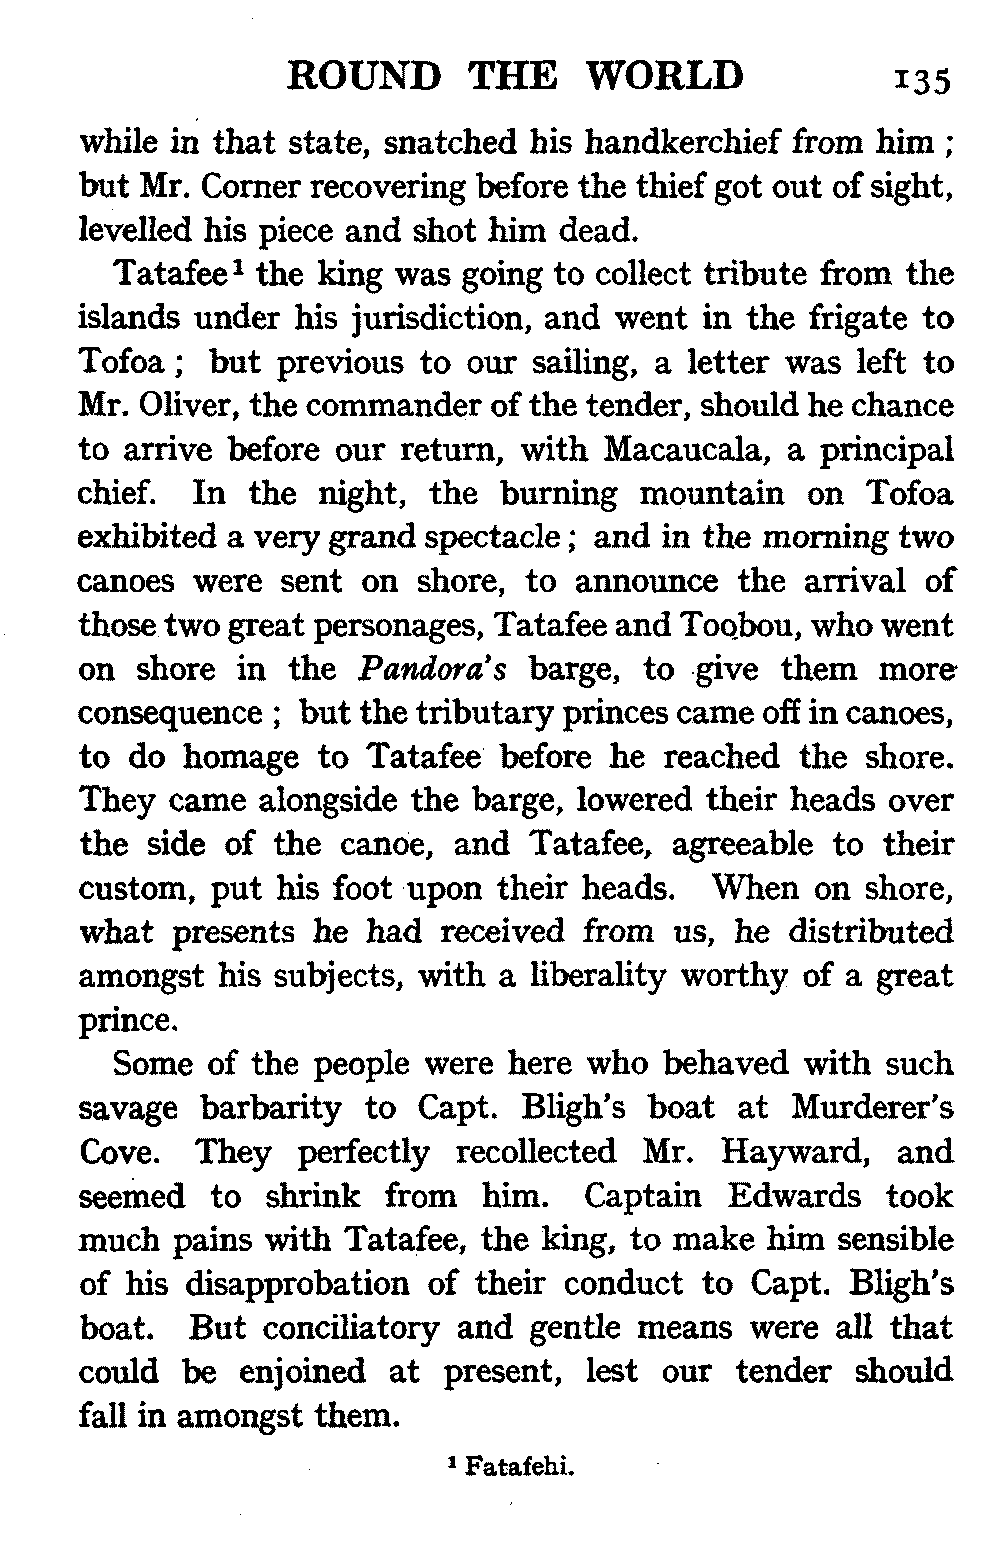 ROUND THE WORLD 135
while in that state, snatched his handkerchief from him ;
but Mr. Corner recovering before the thief got out of sight,
levelled his piece and shot him dead.
Tatafee¹ the king was going to collect tribute from the
islands under his jurisdiction, and went in the frigate to
Tofoa ; but previous to our sailing, a letter was left to
Mr. Oliver, the commander of the tender, should he chance
to arrive before our return, with Macaucala, a principal
chief. In the night, the burning mountain on Tofoa
exhibited a very grand spectacle ; and in the morning two
canoes were sent on shore, to announce the arrival of
those two great personages, Tatafee and Toobou, who went
on shore in the Pandora's barge, to give them more
consequence ; but the tributary princes came off in canoes,
to do homage to Tatafee before he reached the shore.
They came alongside the barge, lowered their heads over
the side of the canoe, and Tatafee, agreeable to their
custom, put his foot upon their heads. When on shore,
what presents he had received from us, he distributed
amongst his subjects, with a liberality worthy of a great
prince.
Some of the people were here who behaved with such
savage barbarity to Capt. Bligh's boat at Murderer's
Cove. They perfectly recollected Mr. Hayward, and
seemed to shrink from him. Captain Edwards took
much pains with Tatafee, the king, to make him sensible
of his disapprobation of their conduct to Capt. Bligh's
boat. But conciliatory and gentle means were all that
could be enjoined at present, lest our tender should
fall in amongst them.
¹ Fatafehi.